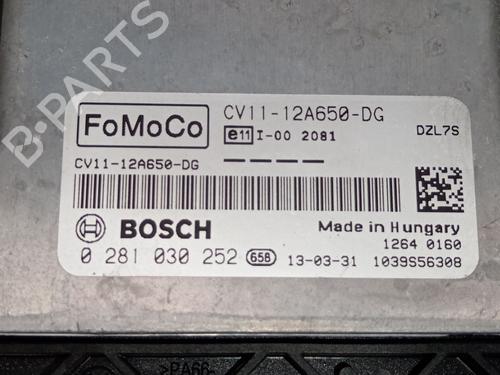 B-PARTS
FoMoCo
CV11-12A650-DG
e11 I-00 2081
DZL7S
CV11-12A650-DG
BOSCH
Made in Hungary
1264 0160
0 281 030 252 658 13-03-31 1039S56308
>PA66-